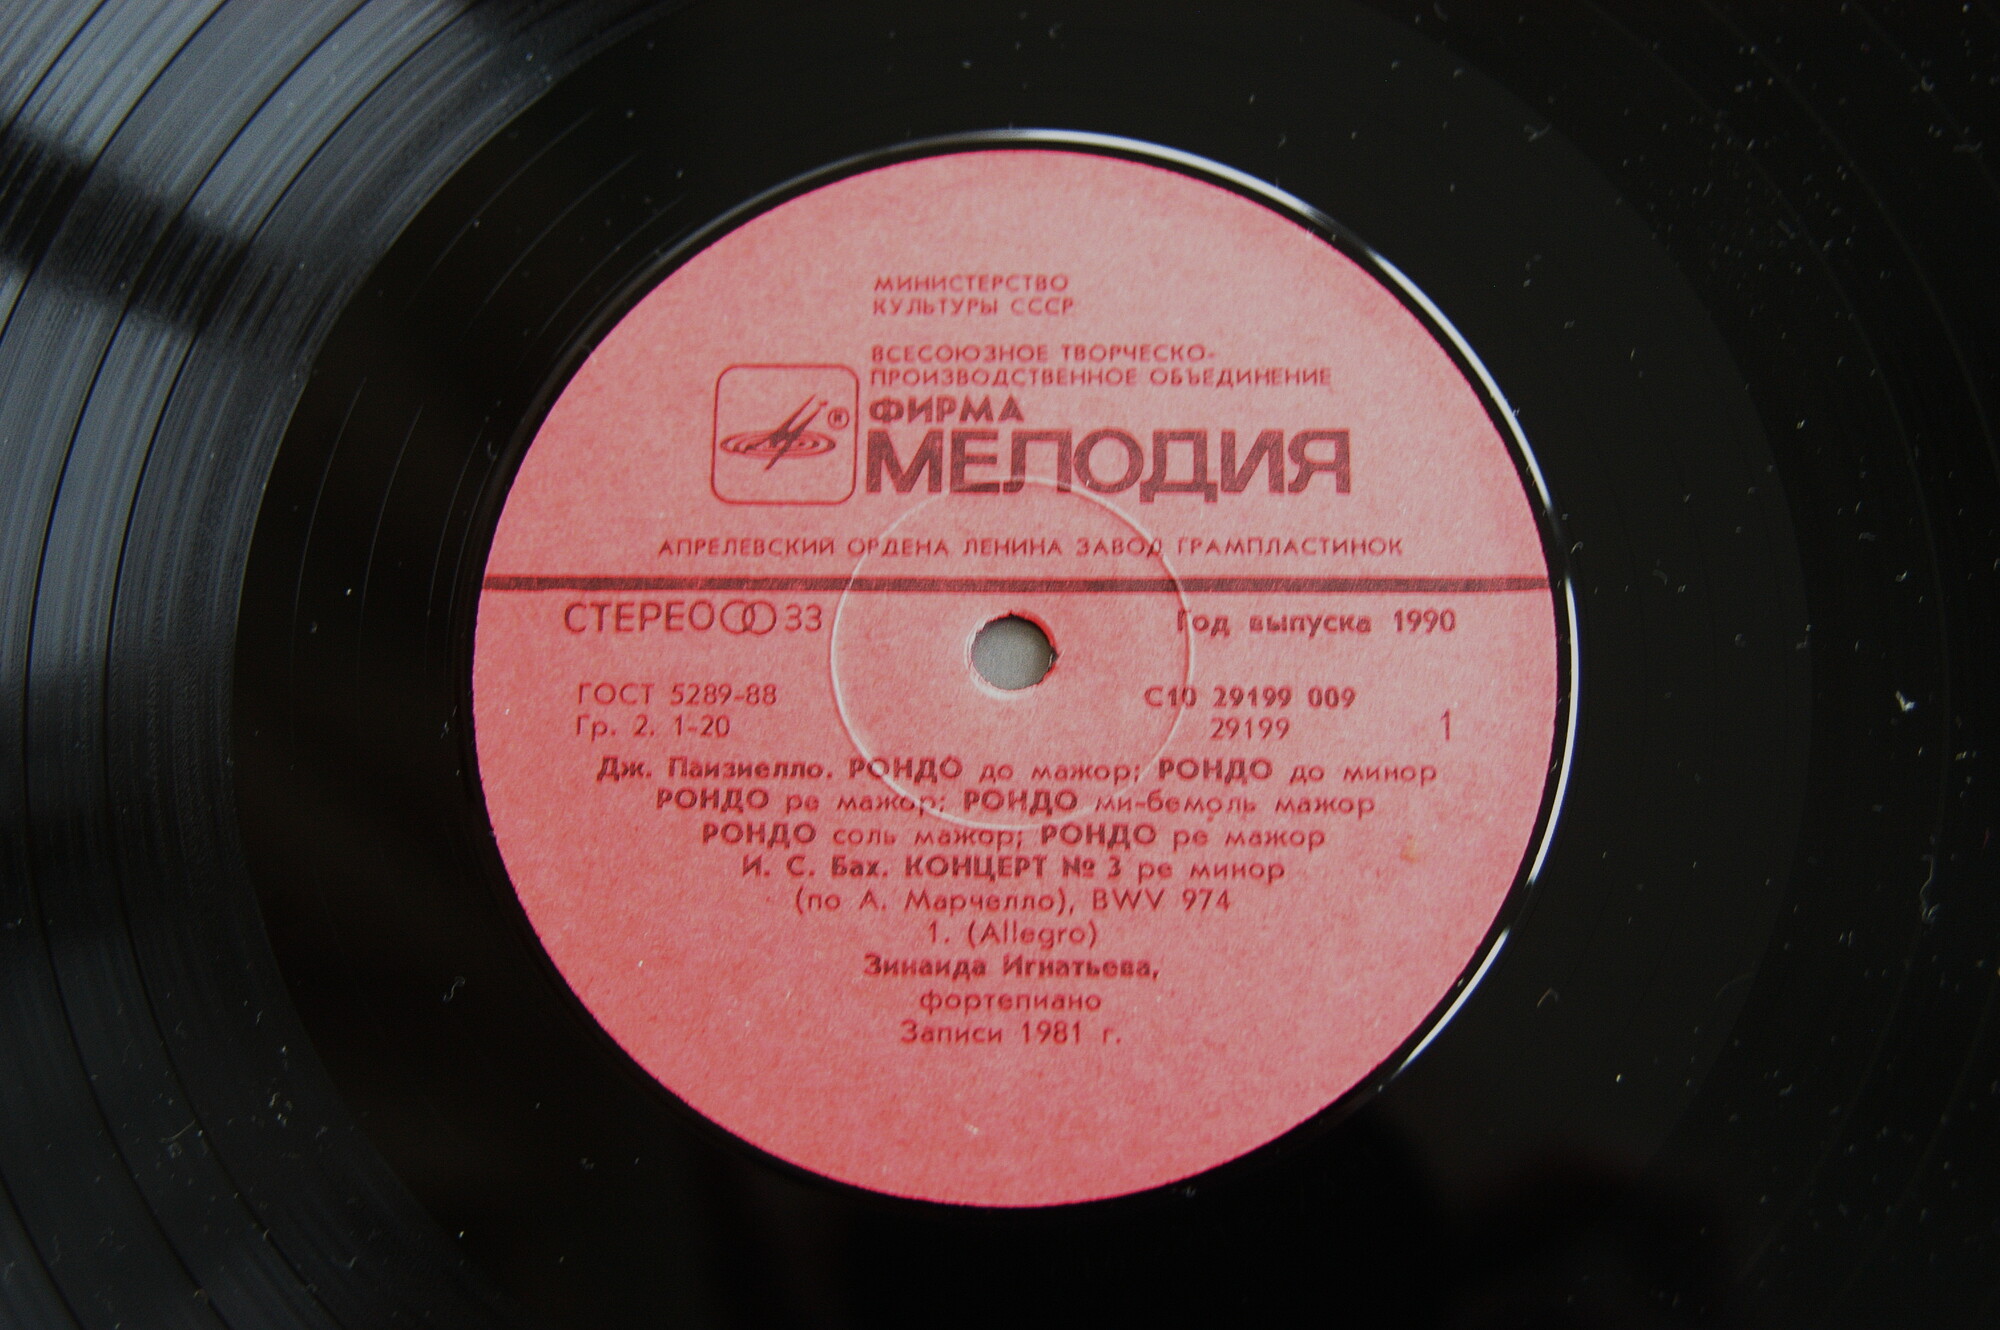 МИНИСТЕРСТВО
КУЛЬТУРЫ СССР
ВСЕСОЮЗНОЕ ТВОРЧЕСКО-
ПРОИЗВОДСТВЕННОЕ ОБЪЕДИНЕНИЕ
®
ФИРМА
МЕЛОДИЯ
АПРЕЛЕВСКИЙ ОРДЕНА ЛЕНИНА ЗАВОД ГРАМПЛАСТИНОК
СТЕРЕО 33 Год выпуска 1990
ГОСТ 5289-88 С10 29199 009
Гр. 2. 1-20 29199 1
Дж. Паизиелло. РОНДО до мажор; РОНДО до минор
РОНДО ре мажор; РОНДО ми-бемоль мажор
РОНДО соль мажор; РОНДО ре мажор
И. С. Бах. КОНЦЕРТ № 3 ре минор
(по А. Марчелло), BWV 974
1. (Allegro)
Зинаида Игнатьева,
фортепиано
Записи 1981 г.